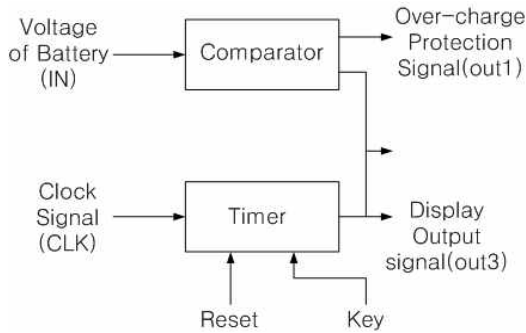 Voltage
of Battery
(IN)
Comparator
Over-charge
Protection
Signal(out1)
Clock
Signal
(CLK)
Timer
Display
Output
signal(out3)
Reset
Key